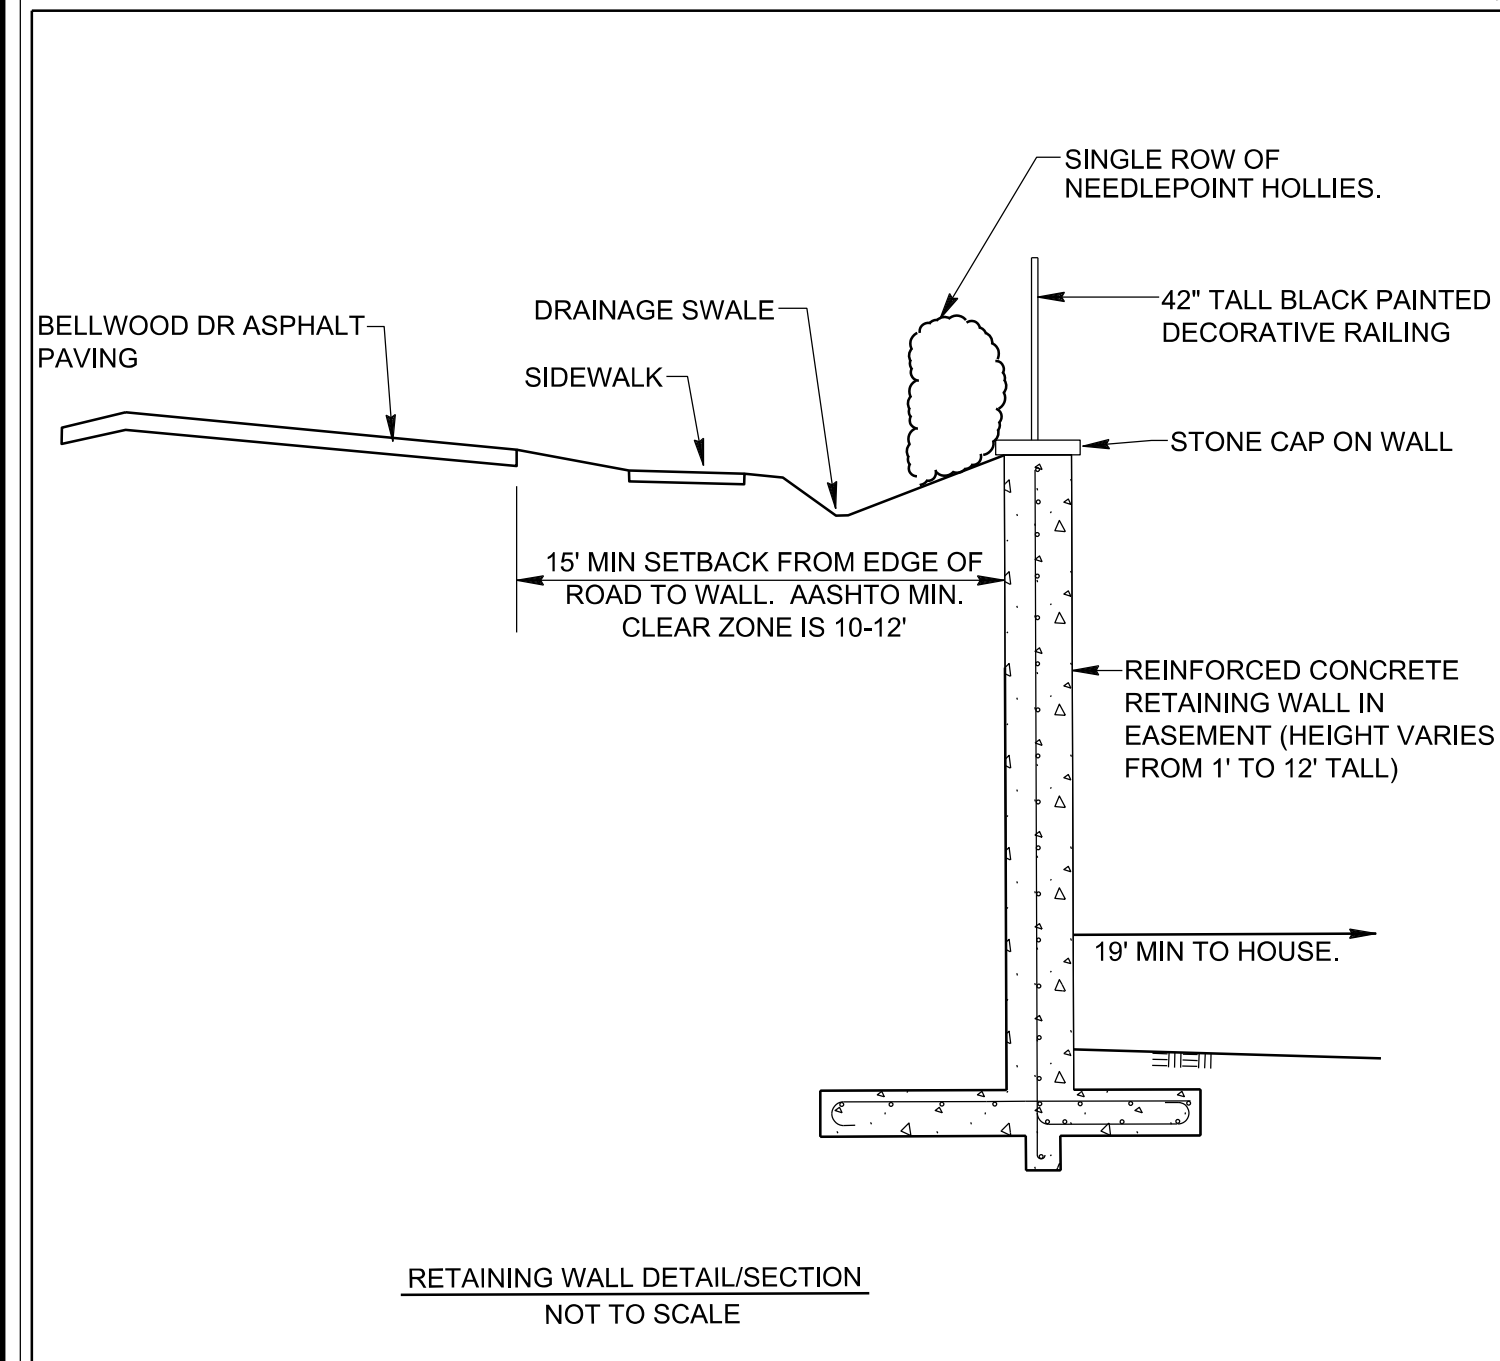 SINGLE ROW OF
NEEDLEPOINT HOLLIES.
42" TALL BLACK PAINTED
DECORATIVE RAILING
DRAINAGE SWALE
BELLWOOD DR ASPHALT
PAVING
SIDEWALK
STONE CAP ON WALL
15' MIN SETBACK FROM EDGE OF
ROAD TO WALL. AASHTO MIN.
CLEAR ZONE IS 10-12'
REINFORCED CONCRETE
RETAINING WALL IN
EASEMENT (HEIGHT VARIES
FROM 1' TO 12' TALL)
19' MIN TO HOUSE.
RETAINING WALL DETAIL/SECTION
NOT TO SCALE